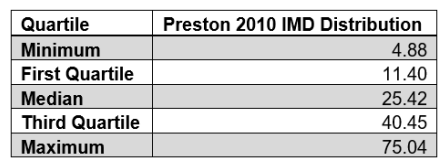 Quartile Preston 2010 IMD Distribution
Minimum 4.88
First Quartile 11.40
Median 25.42
Third Quartile 40.45
Maximum 75.04